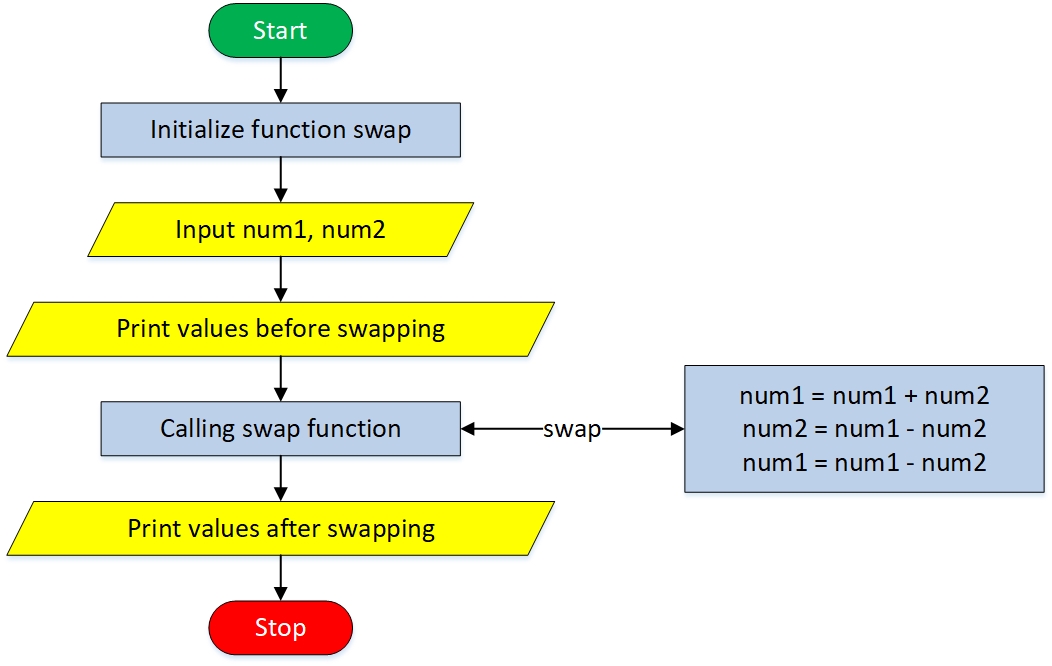 Start
Initialize function swap
Input num1, num2
Print values before swapping
Calling swap function
swap
num1 = num1 + num2
num2 = num1 - num2
num1 = num1 - num2
Print values after swapping
Stop